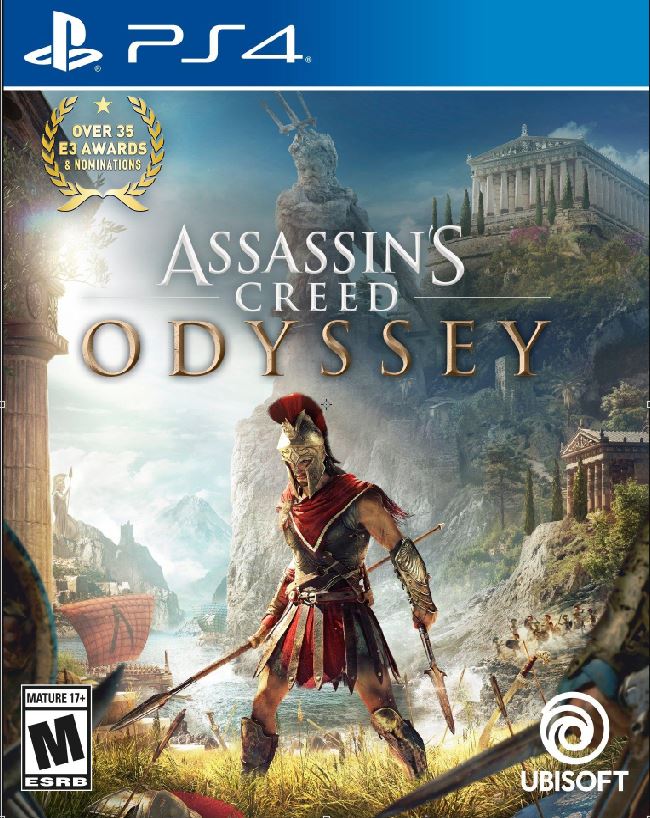 PS4
OVER 35
E3 AWARDS
& NOMINATIONS
ASSASSIN'S
CREED
ODYSSEY
MATURE 17+
M
ESRB
UBISOFT